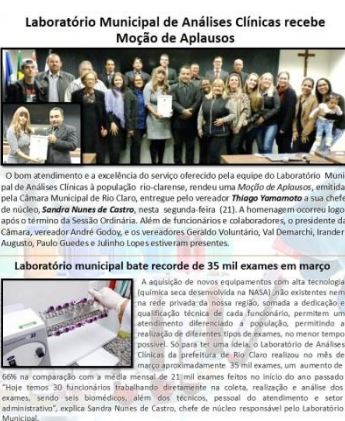 Laboratório Municipal de Análises Clínicas recebe
Moção de Aplausos
O bom atendimento e a excelência do serviço oferecido pela equipe do Laboratório Muni
pal de Análises Clínicas à população rio-clarense, rendeu uma Moção de Aplausos, emitida
pela Câmara Municipal de Rio Claro, entregue pelo vereador Thiago Yamamoto a sua chefe
de núcleo, Sandra Nunes de Castro, nesta segunda-feira (21). A homenagem ocorreu logo
após o término da Sessão Ordinária. Além de funcionários e colaboradores, o presidente da
Câmara, vereador André Godoy, e os vereadores Geraldo Voluntário, Val Demarchi, Irander
Augusto, Paulo Guedes e Julinho Lopes estiveram presentes.
Laboratório municipal bate recorde de 35 mil exames em março
A aquisição de novos equipamentos com alta tecnologia
(química seca desenvolvida na NASA) ,não existentes nem
na rede privada da nossa região, somada a dedicação e
qualificação técnica de cada funcionário, permitem um
atendimento diferenciado a população, permitindo a
realização de diferentes tipos de exames, no menor tempo
possível. Só para ter uma ideia, o Laboratório de Análises
Clínicas da prefeitura de Rio Claro realizou no mês de
março aproximadamente 35 mil exames, um aumento de
66% na comparação com a média mensal de 21 mil exames feitos no início do ano passado
"Hoje temos 30 funcionários trabalhando diretamente na coleta, realização e análise dos
exames, sendo seis biomédicos, além dos técnicos, pessoal do atendimento e setor
administrativo", explica Sandra Nunes de Castro, chefe de núcleo responsável pelo Laboratório
Municipal.